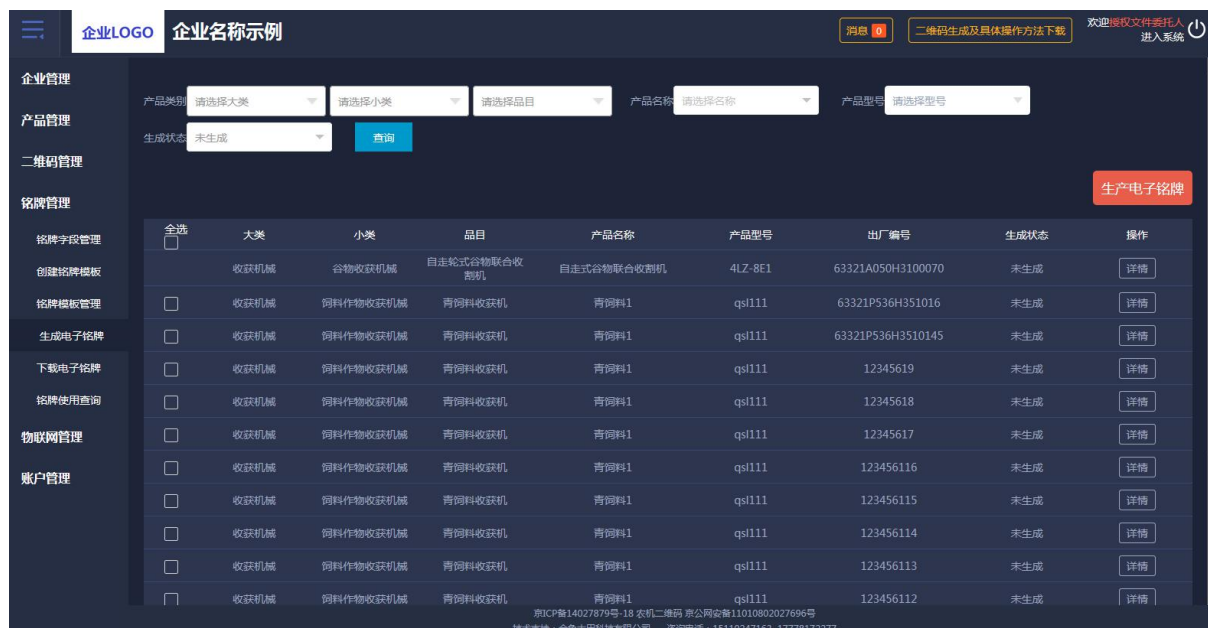 企业LOGO 企业名称示例 消息 0 二维码生成及具体操作方法下载 欢迎授权文件委托人
进入系统
企业管理
产品管理
二维码管理
铭牌管理
铭牌字段管理
创建铭牌模板
铭牌模板管理
生成电子铭牌
下载电子铭牌
铭牌使用查询
物联网管理
账户管理
产品类别 请选择大类 请选择小类 请选择品目 产品名称 请选择名称 产品型号 请选择型号
生成状态 未生成 查询
生产电子铭牌
全选 大类 小类 品目 产品名称 产品型号 出厂编号 生成状态 操作
收获机械 谷物收获机械 自走轮式谷物联合收割机 自走式谷物联合收割机 4LZ-8E1 63321A050H3100070 未生成 详情
收获机械 饲料作物收获机械 青饲料收获机 青饲料1 qsl111 63321P536H351016 未生成 详情
收获机械 饲料作物收获机械 青饲料收获机 青饲料1 qsl111 63321P536H3510145 未生成 详情
收获机械 饲料作物收获机械 青饲料收获机 青饲料1 qsl111 12345619 未生成 详情
收获机械 饲料作物收获机械 青饲料收获机 青饲料1 qsl111 12345618 未生成 详情
收获机械 饲料作物收获机械 青饲料收获机 青饲料1 qsl111 12345617 未生成 详情
收获机械 饲料作物收获机械 青饲料收获机 青饲料1 qsl111 123456116 未生成 详情
收获机械 饲料作物收获机械 青饲料收获机 青饲料1 qsl111 123456115 未生成 详情
收获机械 饲料作物收获机械 青饲料收获机 青饲料1 qsl111 123456114 未生成 详情
收获机械 饲料作物收获机械 青饲料收获机 青饲料1 qsl111 123456113 未生成 详情
收获机械 饲料作物收获机械 青饲料收获机 青饲料1 qsl111 123456112 未生成 详情
京ICP备14027879号-18 农机二维码 京公网安备11010802027696号